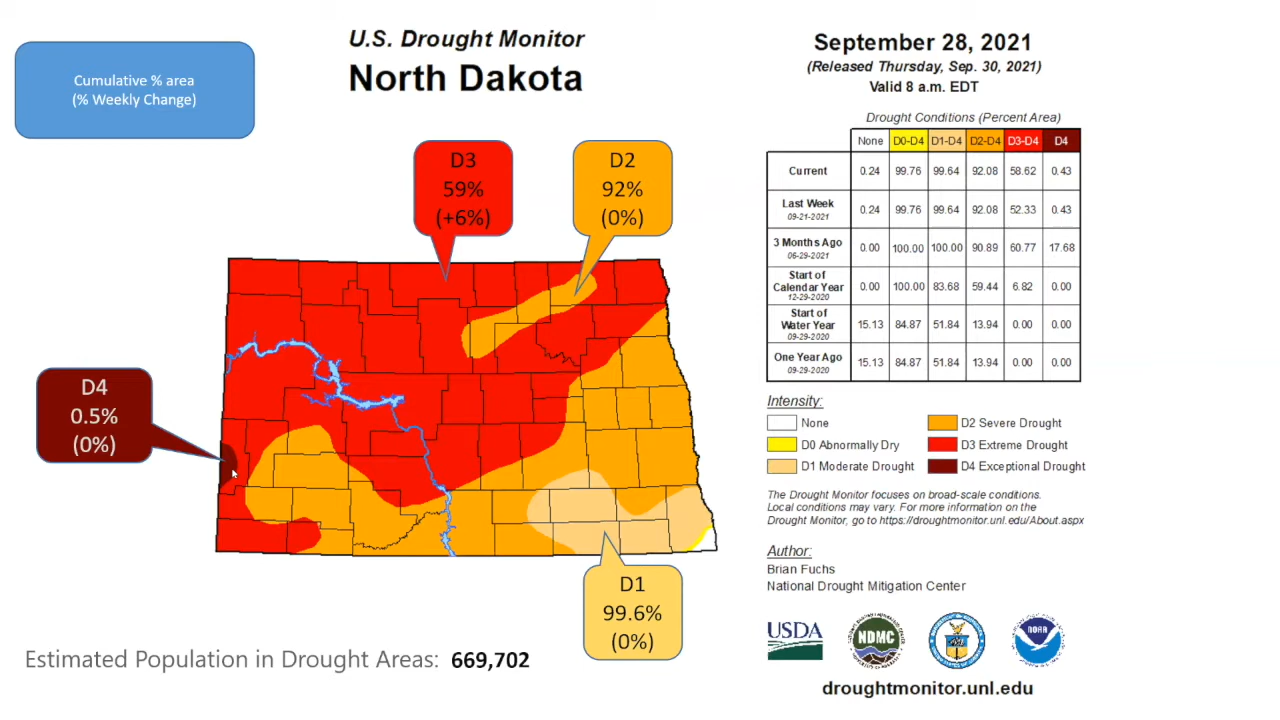 Cumulative % area
(% Weekly Change)
U.S. Drought Monitor
North Dakota
September 28, 2021
(Released Thursday, Sep. 30, 2021)
Valid 8 a.m. EDT
D3
59%
(+6%)
D2
92%
(0%)
D4
0.5%
(0%)
D1
99.6%
(0%)
Estimated Population in Drought Areas: 669,702
Drought Conditions (Percent Area)
None D0-D4 D1-D4 D2-D4 D3-D4 D4
Current 0.24 99.76 99.64 92.08 58.62 0.43
Last Week
09-21-2021 0.24 99.76 99.64 92.08 52.33 0.43
3 Months Ago
06-29-2021 0.00 100.00 100.00 90.89 60.77 17.68
Start of
Calendar Year
12-29-2020 0.00 100.00 83.68 59.44 6.82 0.00
Start of
Water Year
09-29-2020 15.13 84.87 51.84 13.94 0.00 0.00
One Year Ago
09-29-2020 15.13 84.87 51.84 13.94 0.00 0.00
Intensity:
None
D0 Abnormally Dry
D1 Moderate Drought
D2 Severe Drought
D3 Extreme Drought
D4 Exceptional Drought
The Drought Monitor focuses on broad-scale conditions.
Local conditions may vary. For more information on the
Drought Monitor, go to https://droughtmonitor.unl.edu/About.aspx
Author:
Brian Fuchs
National Drought Mitigation Center
USDA
NDMC
NOAA
droughtmonitor.unl.edu